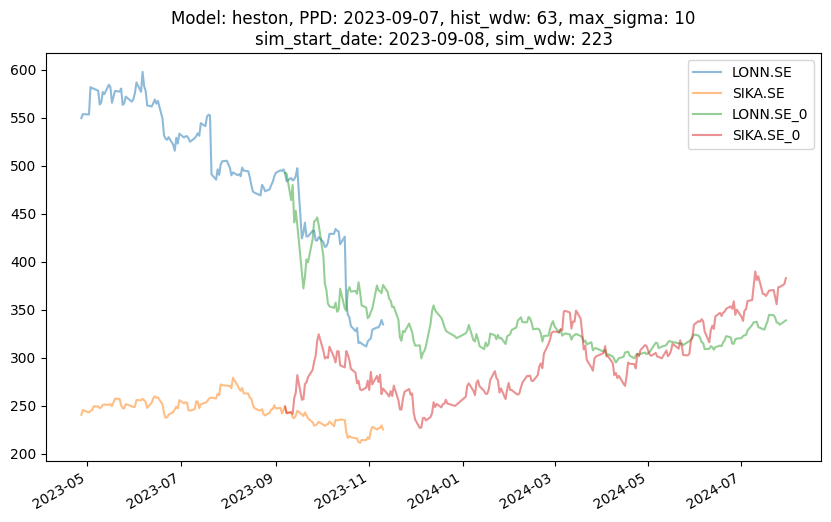 Model: heston, PPD: 2023-09-07, hist_wdw: 63, max_sigma: 10
sim_start_date: 2023-09-08, sim_wdw: 223
LONN.SE
SIKA.SE
LONN.SE_0
SIKA.SE_0
600
550
500
450
400
350
300
250
200
2023-05
2023-07
2023-09
2023-11
2024-01
2024-03
2024-05
2024-07